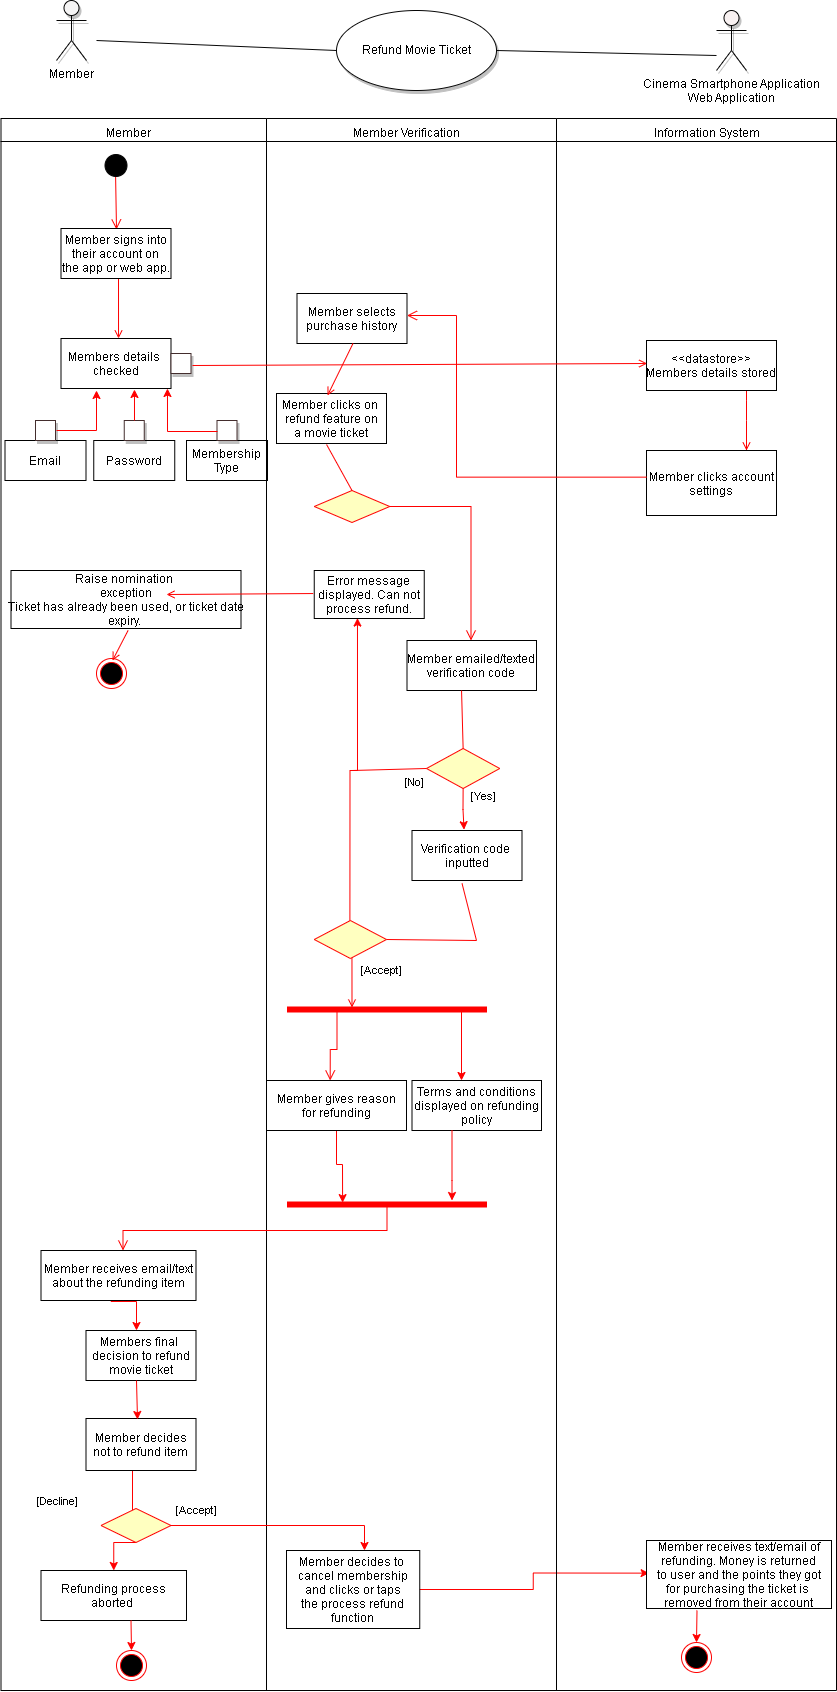 Refund Movie Ticket
Member
Cinema Smartphone Application
Web Application
Member
Member Verification
Information System
Member signs into
their account on
the app or web app.
Member selects
purchase history
Members details
checked
<<datastore>>
Members details stored
Member clicks on
refund feature on
a movie ticket
Email
Password
Membership
Type
Member clicks account
settings
Raise nomination
exception
Ticket has already been used, or ticket date
expiry.
Error message
displayed. Can not
process refund.
Member emailed/texted
verification code
[No]
[Yes]
Verification code
inputted
[Accept]
Member gives reason
for refunding
Terms and conditions
displayed on refunding
policy
Member receives email/text
about the refunding item
Members final
decision to refund
movie ticket
Member decides
not to refund item
[Decline]
[Accept]
Refunding process
aborted
Member decides to
cancel membership
and clicks or taps
the process refund
function
Member receives text/email of
refunding. Money is returned
to user and the points they got
for purchasing the ticket is
removed from their account